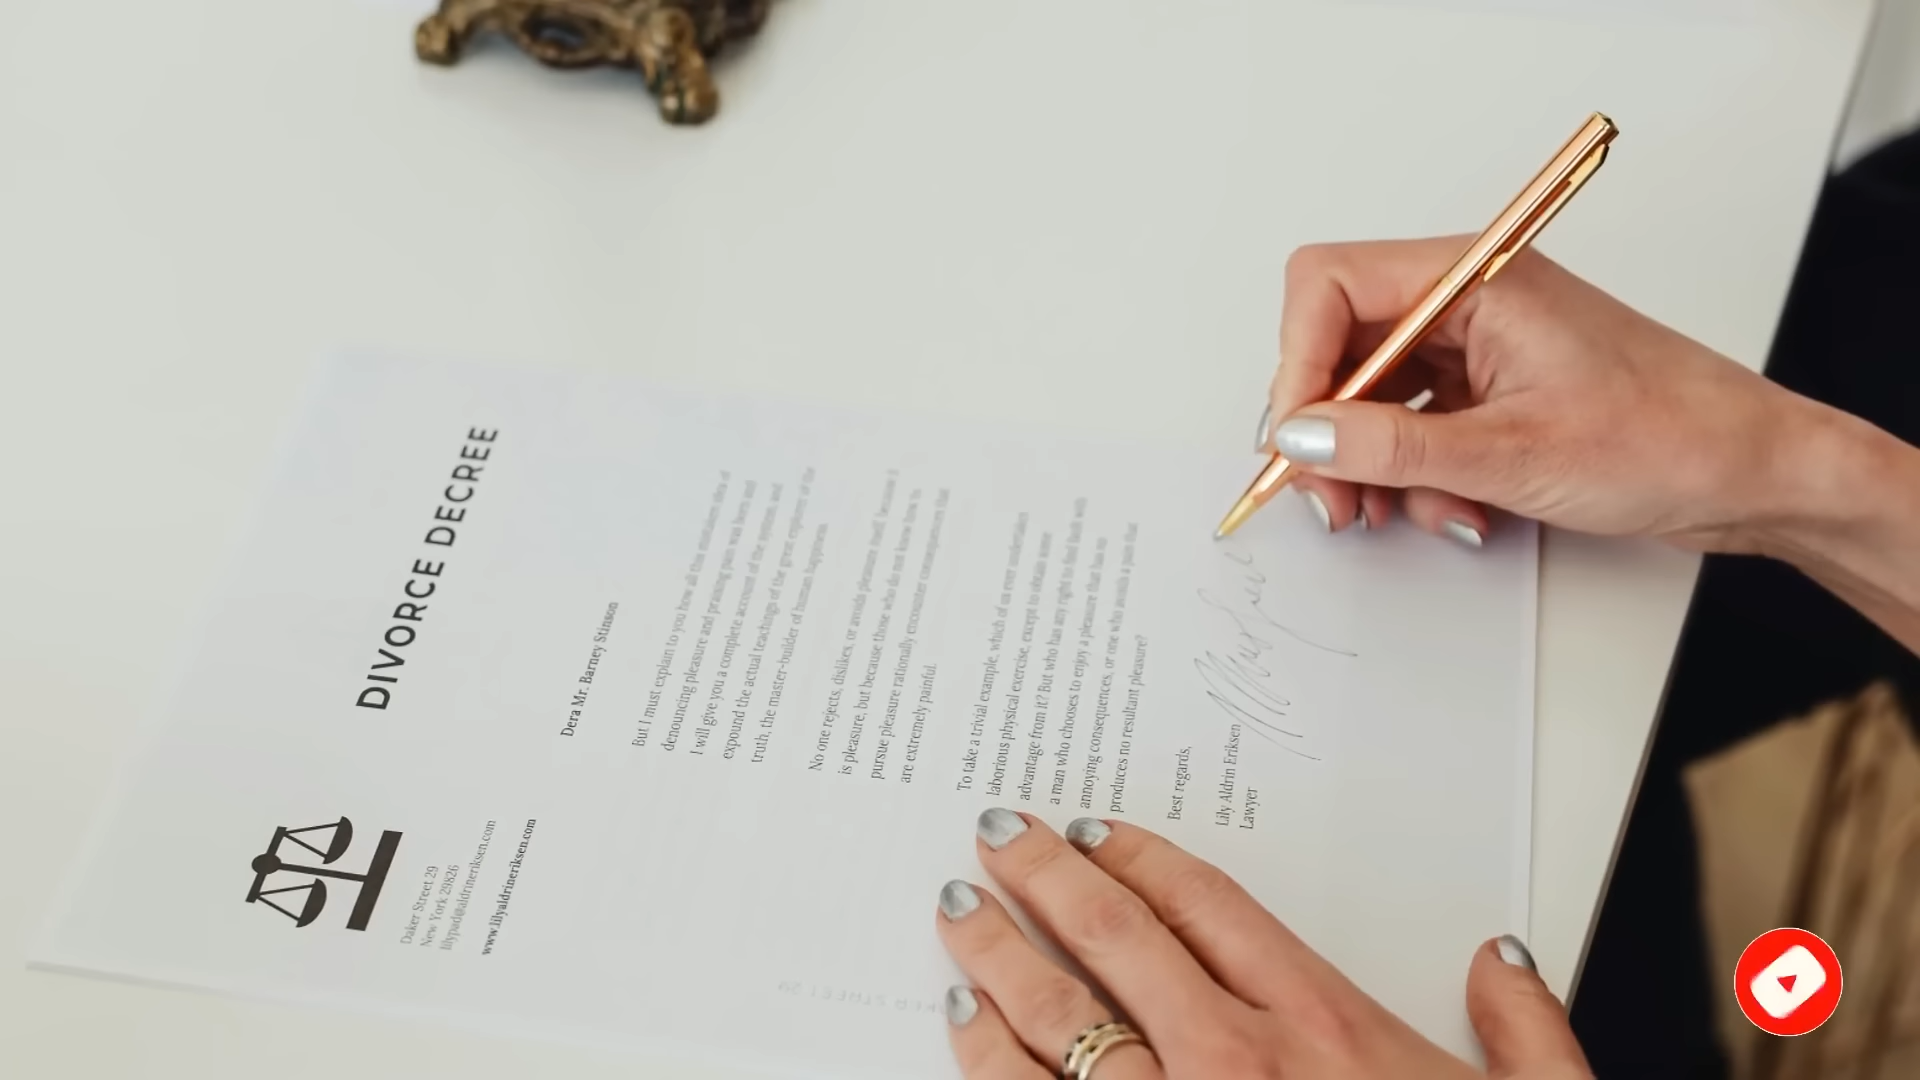 Daker Street 29
New York 29826
lilypad@aldrineriksen.com
www.lilyaldrineriksen.com
DIVORCE DECREE
Dera Mr. Barney Stinson
But I must explain to you how all this mistaken idea of
denouncing pleasure and praising pain was born and
I will give you a complete account of the system, and
expound the actual teachings of the great explorer of the
truth, the master-builder of human happiness.
No one rejects, dislikes, or avoids pleasure itself, because it
is pleasure, but because those who do not know how to
pursue pleasure rationally encounter consequences that
are extremely painful.
To take a trivial example, which of us ever undertakes
laborious physical exercise, except to obtain some
advantage from it? But who has any right to find fault with
a man who chooses to enjoy a pleasure that has no
annoying consequences, or one who avoids a pain that
produces no resultant pleasure?
Best regards,
Lily Aldrin Eriksen
Lawyer